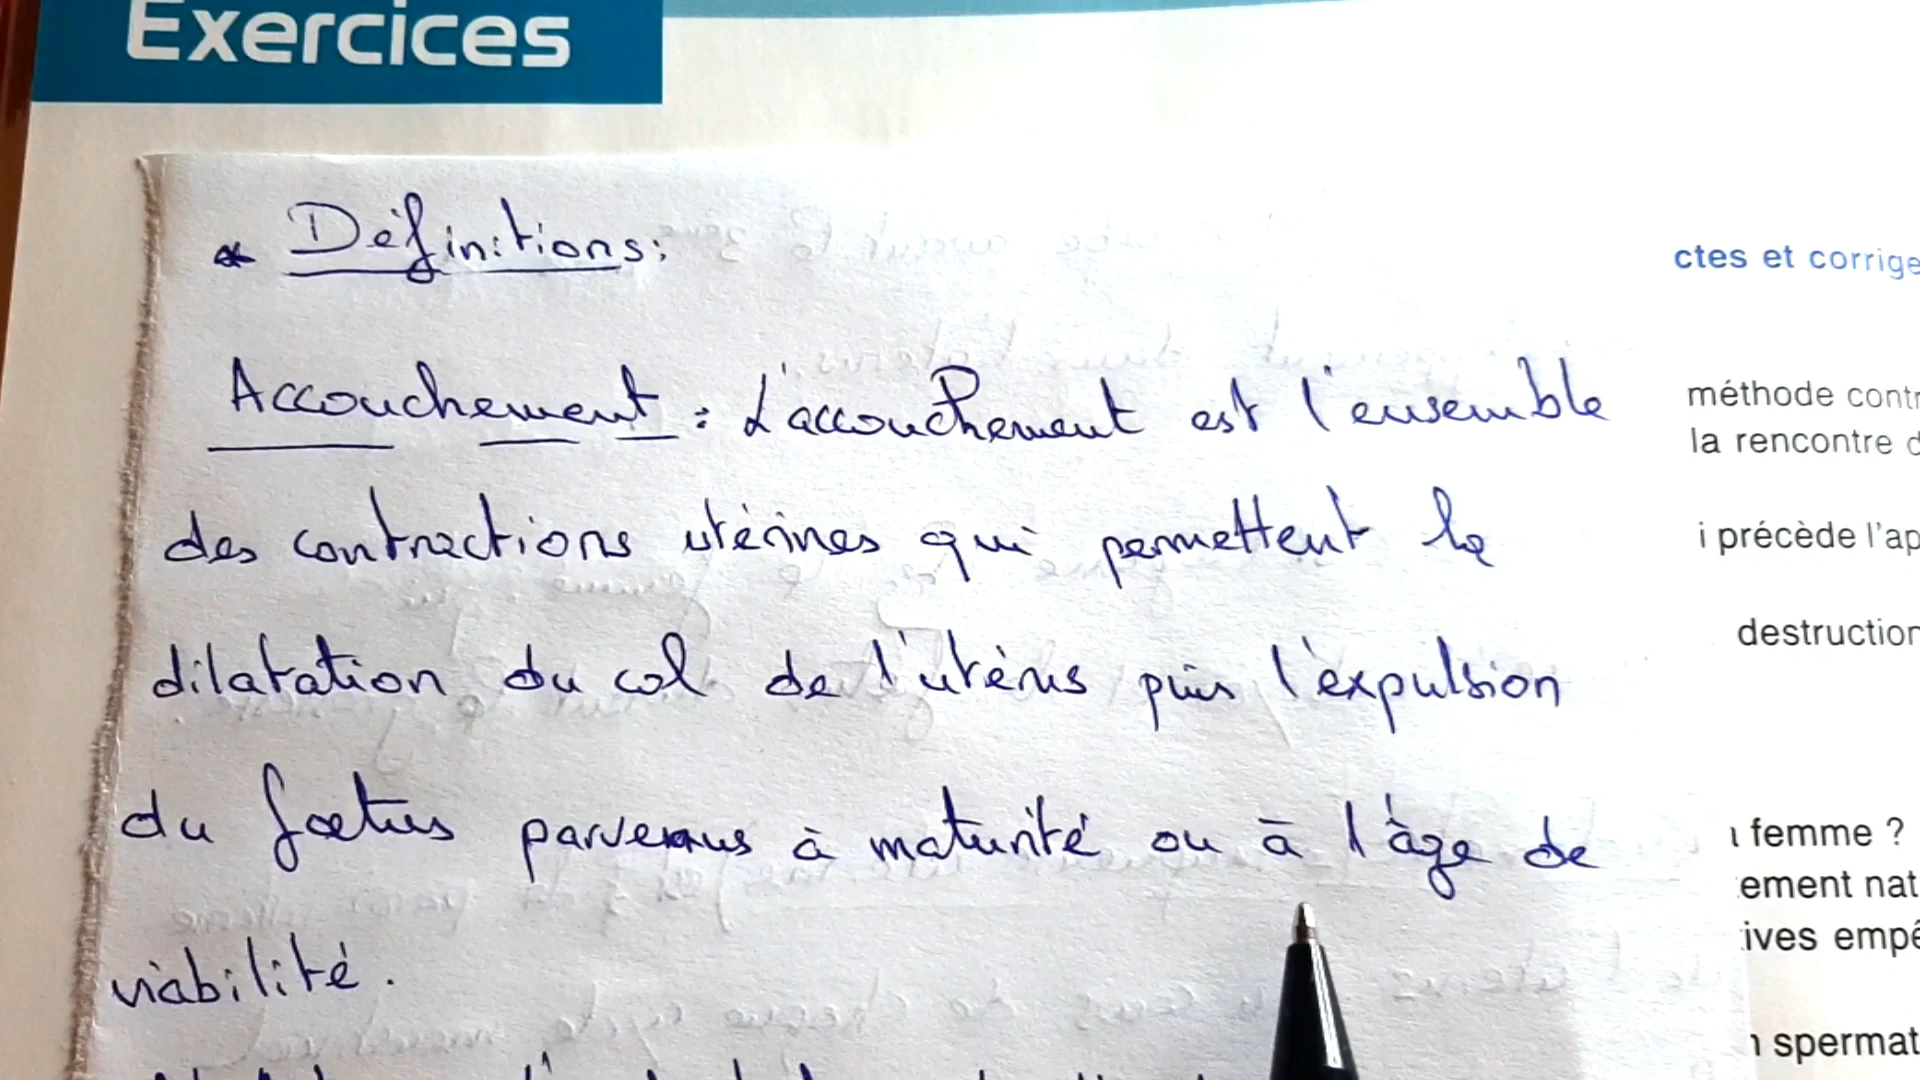 Exercices
* Définitions:
Accouchement : L'accouchement est l'ensemble
des contractions utérines qui permettent la
dilatation du col de l'utérus puis l'expulsion
du fœtus parvenus à maturité ou à l'âge de
viabilité.
ctes et corrige
méthode contr
la rencontre d
i précède l'ap
destruction
femme ?
ement nat
ives empê
spermat